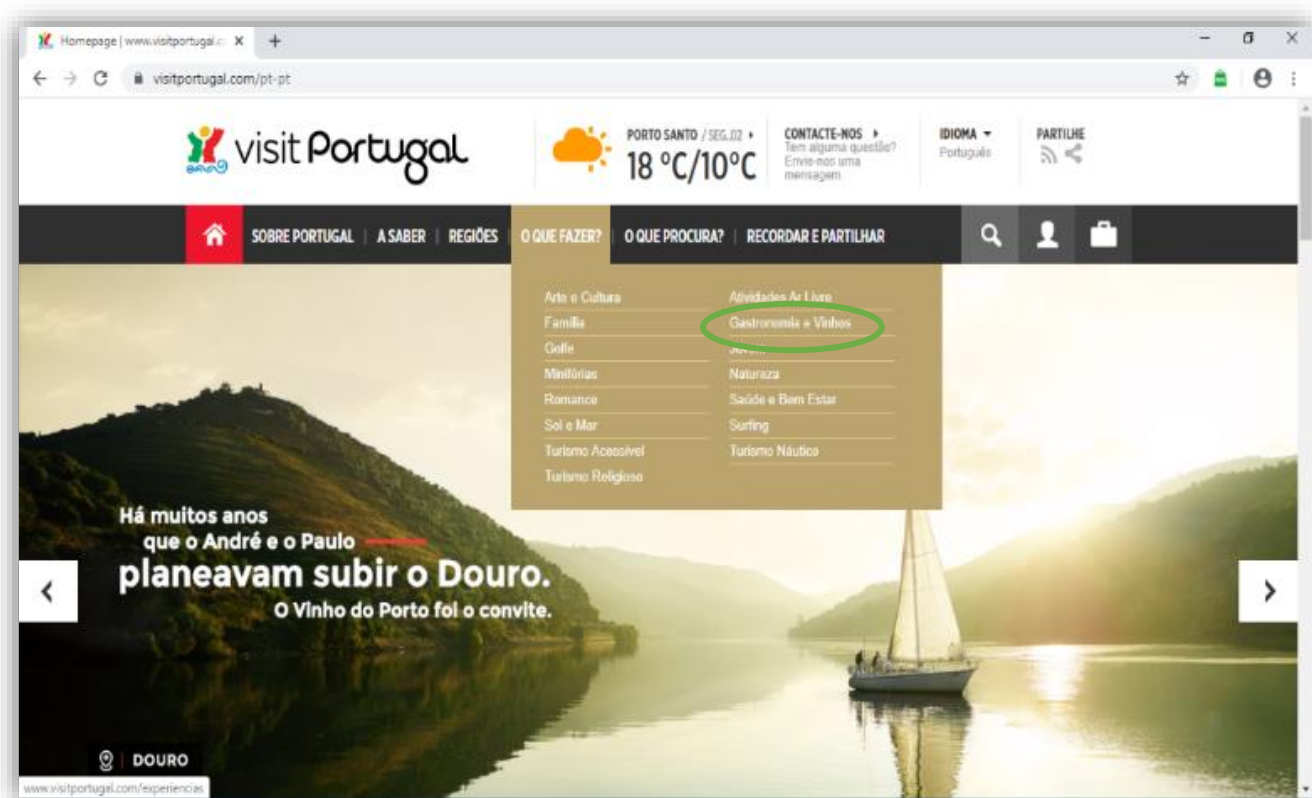 Homepage | www.visitportugal.c
visitportugal.com/pt-pt
visit Portugal
PORTO SANTO / SEG.02
18 °C/10°C
CONTACTE-NOS
Tem alguma questão?
Envie-nos uma
mensagem.
IDIOMA
Português
PARTILHE
SOBRE PORTUGAL | A SABER | REGIÕES | O QUE FAZER? | O QUE PROCURA? | RECORDAR E PARTILHAR
Arte e Cultura
Família
Golfe
Miniférias
Romance
Sol e Mar
Turismo Acessível
Turismo Religioso
Atividades Ar Livre
Gastronomia e Vinhos
Jovem
Natureza
Saúde e Bem Estar
Surfing
Turismo Náutico
Há muitos anos
que o André e o Paulo
planeavam subir o Douro.
O Vinho do Porto foi o convite.
DOURO
www.visitportugal.com/experiencias